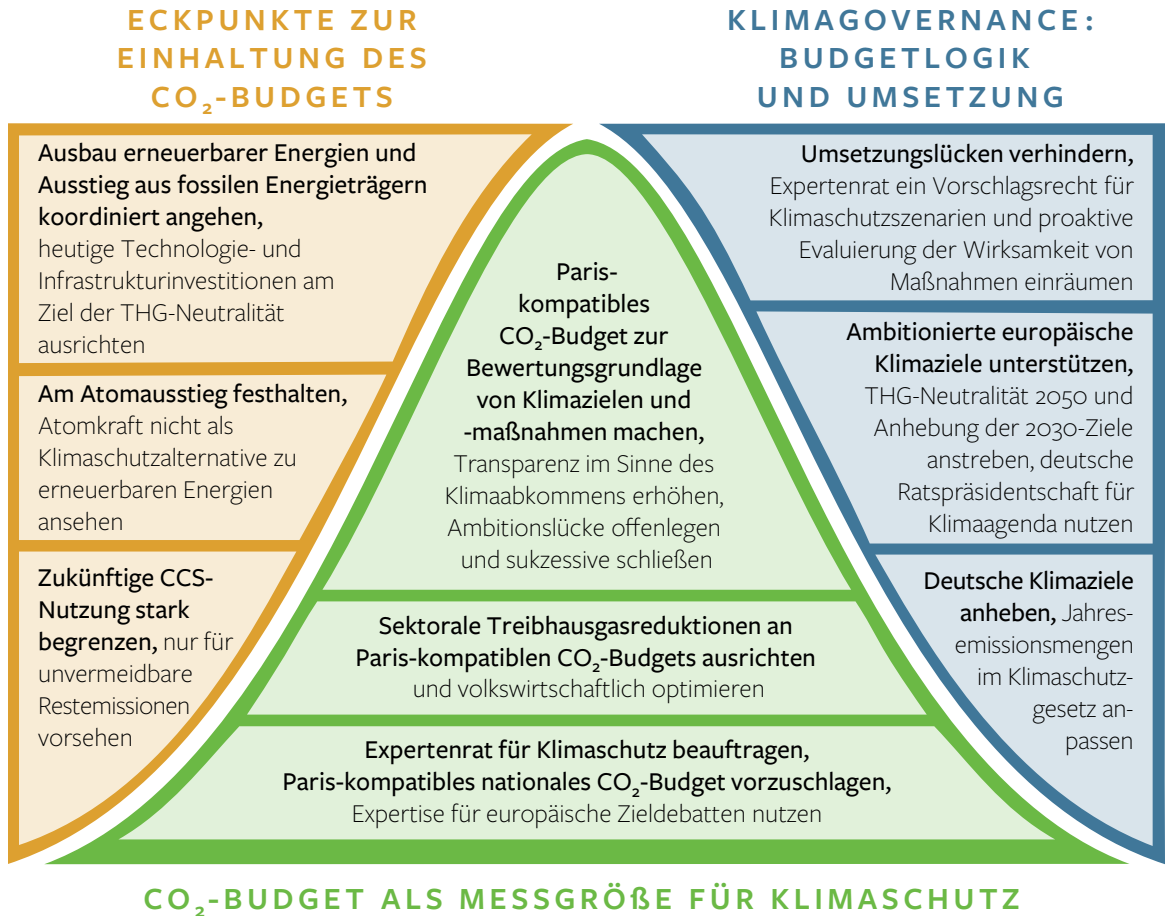 ECKPUNKTE ZUR
EINHALTUNG DES
CO₂-BUDGETS
Ausbau erneuerbarer Energien und
Ausstieg aus fossilen Energieträgern
koordiniert angehen,
heutige Technologie- und
Infrastrukturinvestitionen am
Ziel der THG-Neutralität
ausrichten
Am Atomausstieg festhalten,
Atomkraft nicht als
Klimaschutzalternative zu
erneuerbaren Energien
ansehen
Zukünftige CCS-
Nutzung stark
begrenzen, nur für
unvermeidbare
Restemissionen
vorsehen
Paris-
kompatibles
CO₂-Budget zur
Bewertungsgrundlage
von Klimazielen und
-maßnahmen machen,
Transparenz im Sinne des
Klimaabkommens erhöhen,
Ambitionslücke offenlegen
und sukzessive schließen
Sektorale Treibhausgasreduktionen an
Paris-kompatiblen CO₂-Budgets ausrichten
und volkswirtschaftlich optimieren
Expertenrat für Klimaschutz beauftragen,
Paris-kompatibles nationales CO₂-Budget vorzuschlagen,
Expertise für europäische Zieldebatten nutzen
KLIMAGOVERNANCE:
BUDGETLOGIK
UND UMSETZUNG
Umsetzungslücken verhindern,
Expertenrat ein Vorschlagsrecht für
Klimaschutzszenarien und proaktive
Evaluierung der Wirksamkeit von
Maßnahmen einräumen
Ambitionierte europäische
Klimaziele unterstützen,
THG-Neutralität 2050 und
Anhebung der 2030-Ziele
anstreben, deutsche
Ratspräsidentschaft für
Klimaagenda nutzen
Deutsche Klimaziele
anheben, Jahres-
emissionsmengen
im Klimaschutz-
gesetz an-
passen
CO₂-BUDGET ALS MESSGRÖẞE FÜR KLIMASCHUTZ